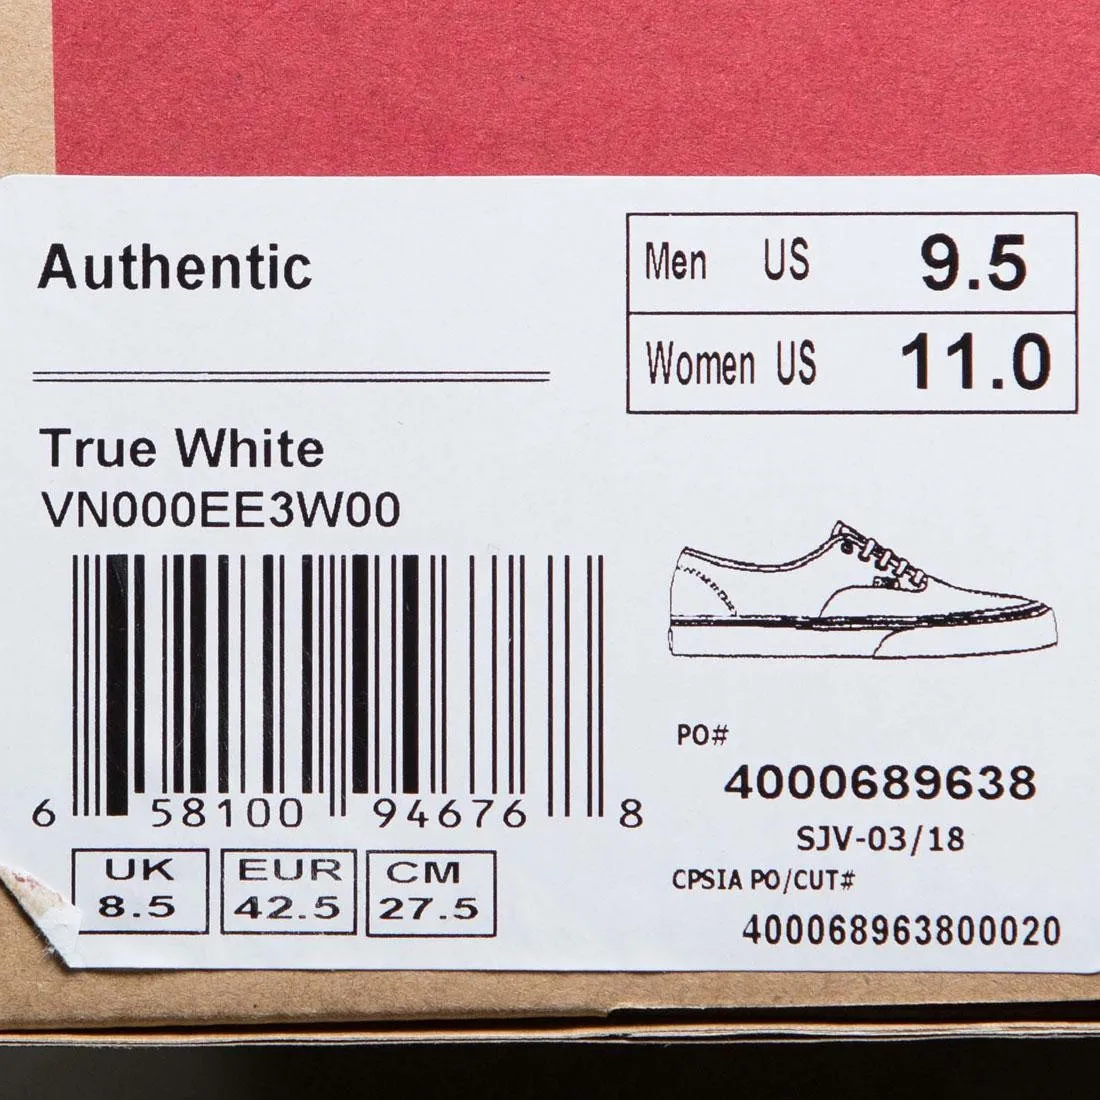 Authentic
Men US 9.5
Women US 11.0
True White
VN000EE3W00
6 58100 94676 8
UK
8.5
EUR
42.5
CM
27.5
PO#
4000689638
SJV-03/18
CPSIA PO/CUT#
400068963800020